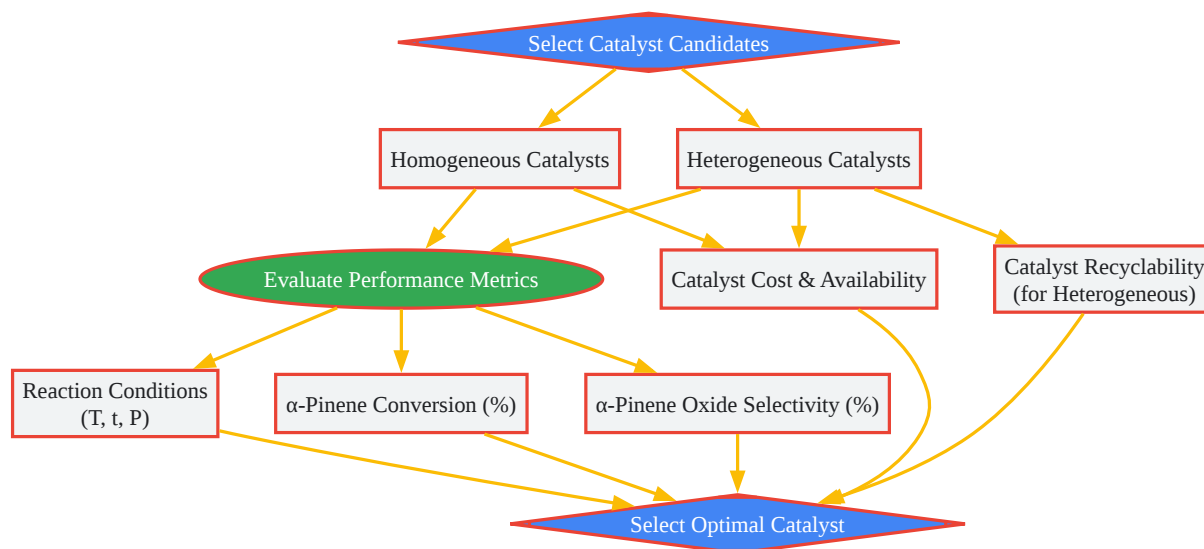 Select Catalyst Candidates
Homogeneous Catalysts
Heterogeneous Catalysts
Evaluate Performance Metrics
Catalyst Cost & Availability
Catalyst Recyclability
(for Heterogeneous)
Reaction Conditions
(T, t, P)
α-Pinene Conversion (%)
α-Pinene Oxide Selectivity (%)
Select Optimal Catalyst